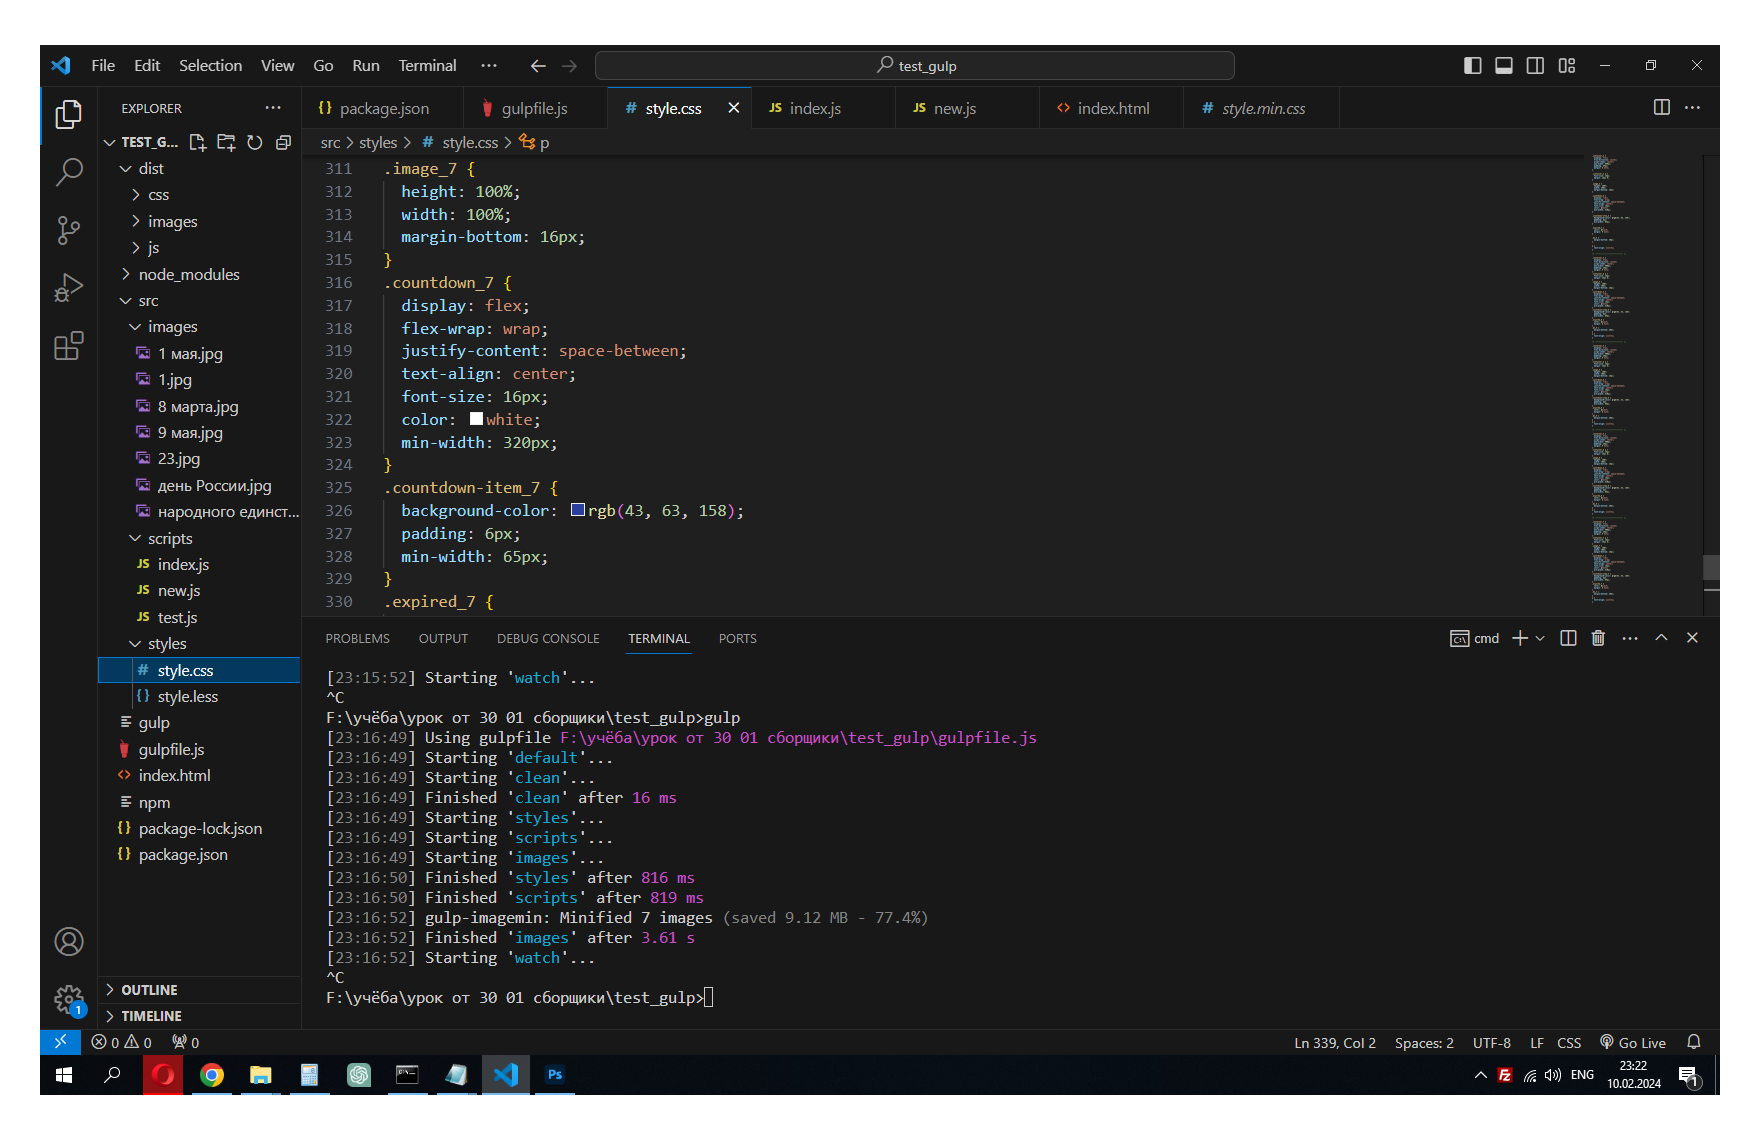 File Edit Selection View Go Run Terminal ··· test_gulp
EXPLORER ···
package.json gulpfile.js # style.css JS index.js JS new.js index.html # style.min.css
TEST_G...
src > styles > # style.css > p
dist
css
images
js
node_modules
src
images
1 мая.jpg
1.jpg
8 марта.jpg
9 мая.jpg
23.jpg
день России.jpg
народного единст...
scripts
JS index.js
JS new.js
JS test.js
styles
# style.css
{} style.less
gulp
gulpfile.js
index.html
npm
{} package-lock.json
{} package.json
OUTLINE
TIMELINE
311 .image_7 {
312 height: 100%;
313 width: 100%;
314 margin-bottom: 16px;
315 }
316 .countdown_7 {
317 display: flex;
318 flex-wrap: wrap;
319 justify-content: space-between;
320 text-align: center;
321 font-size: 16px;
322 color: white;
323 min-width: 320px;
324 }
325 .countdown-item_7 {
326 background-color: rgb(43, 63, 158);
327 padding: 6px;
328 min-width: 65px;
329 }
330 .expired_7 {
PROBLEMS OUTPUT DEBUG CONSOLE TERMINAL PORTS cmd
[23:15:52] Starting 'watch'...
^C
F:\учёба\урок от 30 01 сборщики\test_gulp>gulp
[23:16:49] Using gulpfile F:\учёба\урок от 30 01 сборщики\test_gulp\gulpfile.js
[23:16:49] Starting 'default'...
[23:16:49] Starting 'clean'...
[23:16:49] Finished 'clean' after 16 ms
[23:16:49] Starting 'styles'...
[23:16:49] Starting 'scripts'...
[23:16:49] Starting 'images'...
[23:16:50] Finished 'styles' after 816 ms
[23:16:50] Finished 'scripts' after 819 ms
[23:16:52] gulp-imagemin: Minified 7 images (saved 9.12 MB - 77.4%)
[23:16:52] Finished 'images' after 3.61 s
[23:16:52] Starting 'watch'...
^C
F:\учёба\урок от 30 01 сборщики\test_gulp>
1
0 0 0 Ln 339, Col 2 Spaces: 2 UTF-8 LF CSS Go Live
Ps ENG 23:22
10.02.2024
1